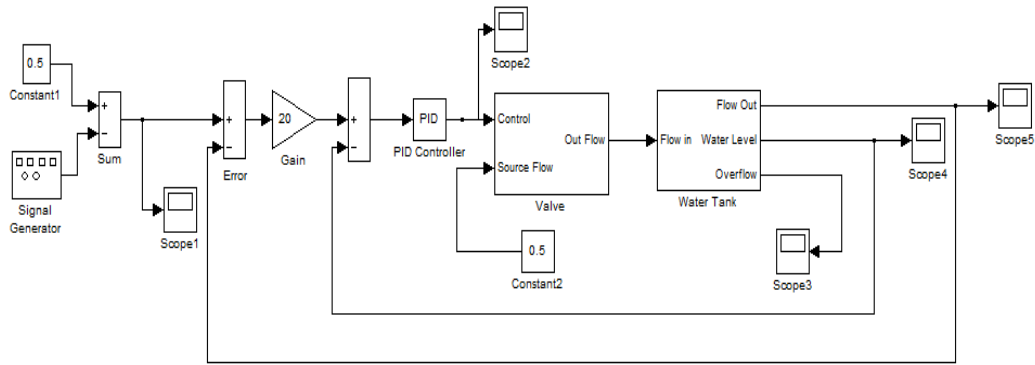 0.5
Constant1
+
−
Sum
Signal
Generator
Scope1
+
−
Error
20
Gain
+
−
PID
PID Controller
Scope2
Control
Source Flow
Out Flow
Valve
0.5
Constant2
Flow in
Flow Out
Water Level
Overflow
Water Tank
Scope3
Scope4
Scope5